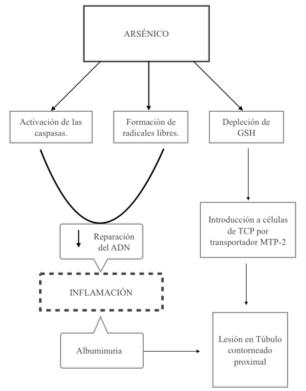 ARSÉNICO
Activación de las
caspasas.
Formación de
radicales libres.
Depleción de
GSH
Reparación
del ADN
Introducción a células
de TCP por
transportador MTP-2
INFLAMACIÓN
Albuminuria
Lesión en Túbulo
contorneado
proximal